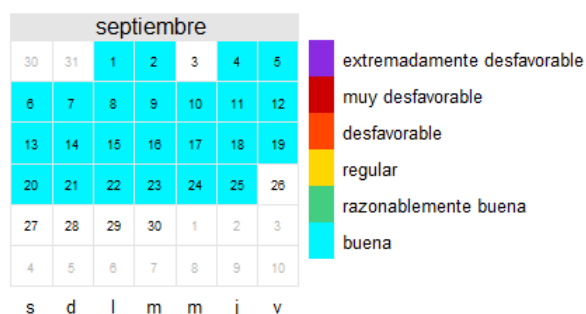 septiembre
30 31 1 2 3 4 5
6 7 8 9 10 11 12
13 14 15 16 17 18 19
20 21 22 23 24 25 26
27 28 29 30 1 2 3
4 5 6 7 8 9 10
s d l m m j v
extremadamente desfavorable
muy desfavorable
desfavorable
regular
razonablemente buena
buena